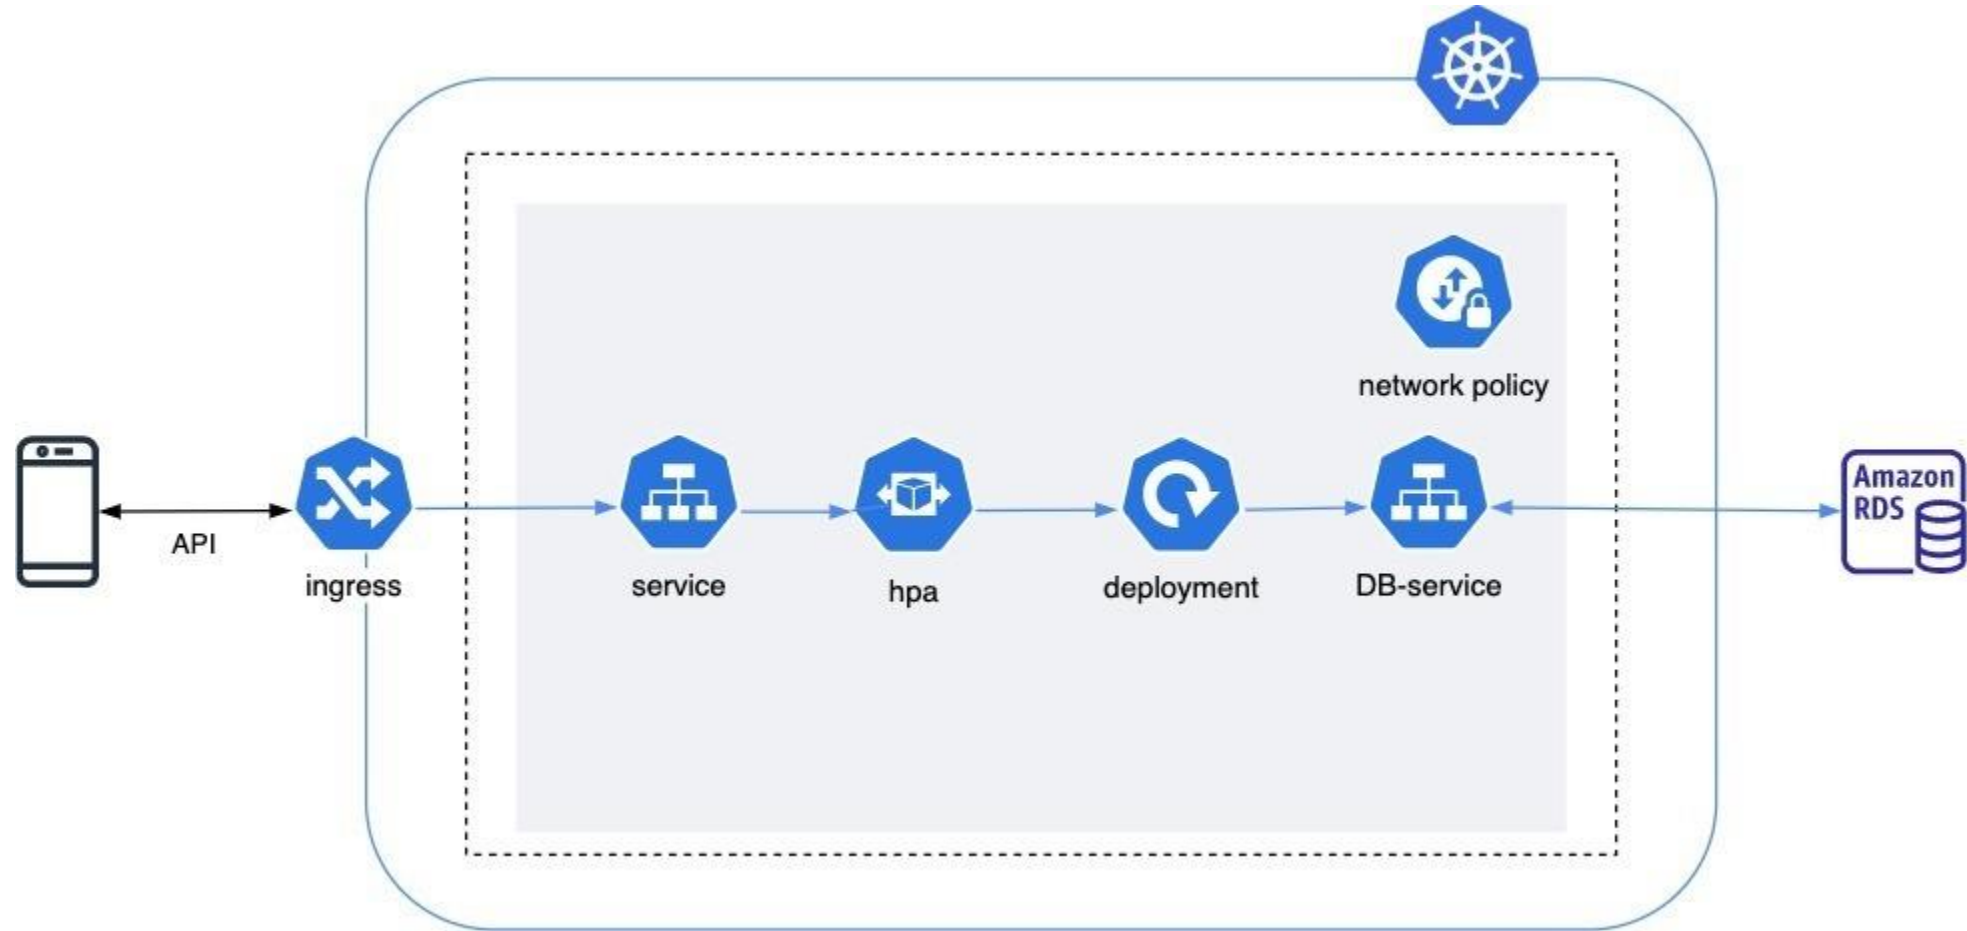 network policy
API
ingress
service
hpa
deployment
DB-service
Amazon
RDS